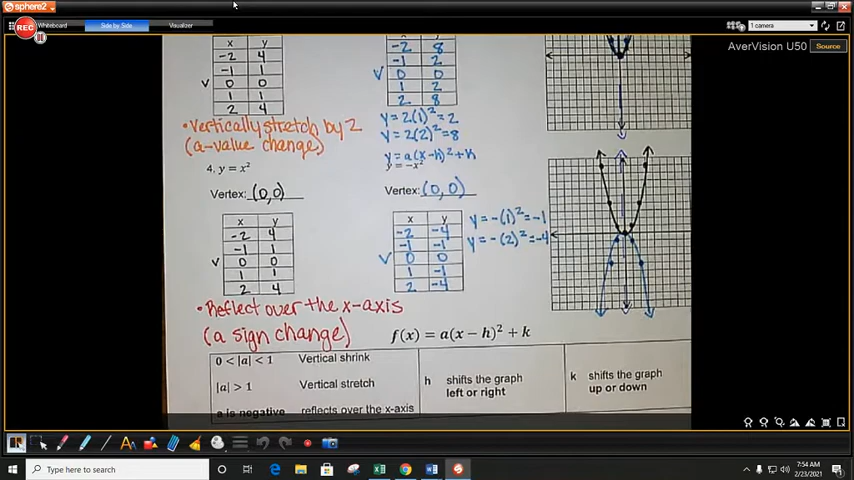 sphere2
Whiteboard
Side by Side
Visualizer
REC
1 camera
AverVision U50
Source
x y
-2 4
-1 1
V 0 0
1 1
2 4
-2 8
-1 2
V 0 0
1 2
2 8
• Vertically stretch by 2
(a-value change)
y = 2(1)² = 2
y = 2(2)² = 8
y = a(x-h)² + k
4. y = x²
y = -x²
Vertex: (0,0)
Vertex: (0,0)
x y
-2 4
-1 1
V 0 0
1 1
2 4
x y
-2 -4
-1 -1
V 0 0
1 -1
2 -4
y = -(1)² = -1
y = -(2)² = -4
• Reflect over the x-axis
(a sign change)
f(x) = a(x − h)² + k
0 < |a| < 1 Vertical shrink
|a| > 1 Vertical stretch
a is negative reflects over the x-axis
h shifts the graph
left or right
k shifts the graph
up or down
Type here to search
7:54 AM
2/23/2021